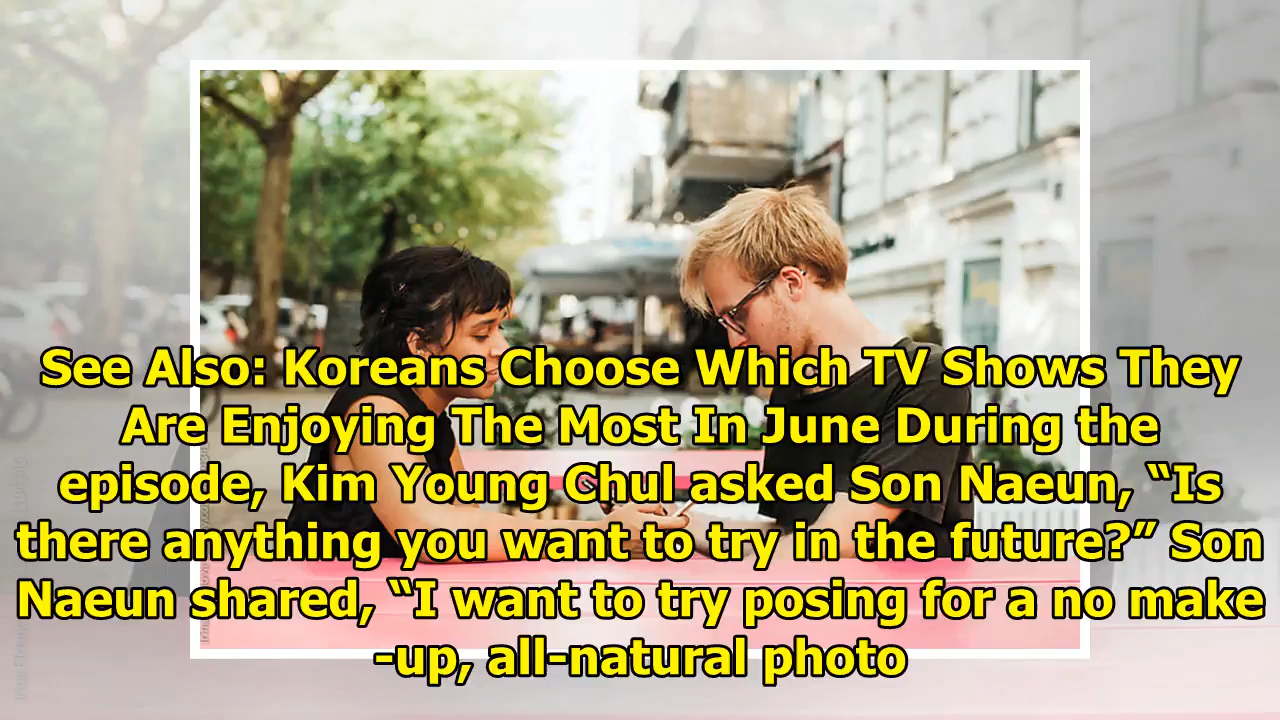 See Also: Koreans Choose Which TV Shows They
Are Enjoying The Most In June During the
episode, Kim Young Chul asked Son Naeun, “Is
there anything you want to try in the future?” Son
Naeun shared, “I want to try posing for a no make
-up, all-natural photo